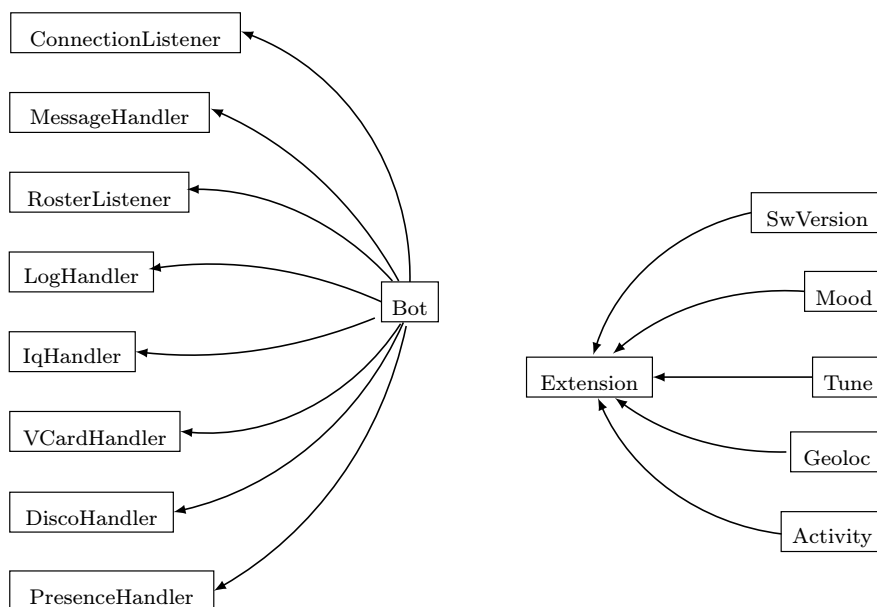 ConnectionListener
MessageHandler
RosterListener
LogHandler
IqHandler
VCardHandler
DiscoHandler
PresenceHandler
Bot
SwVersion
Mood
Extension
Tune
Geoloc
Activity